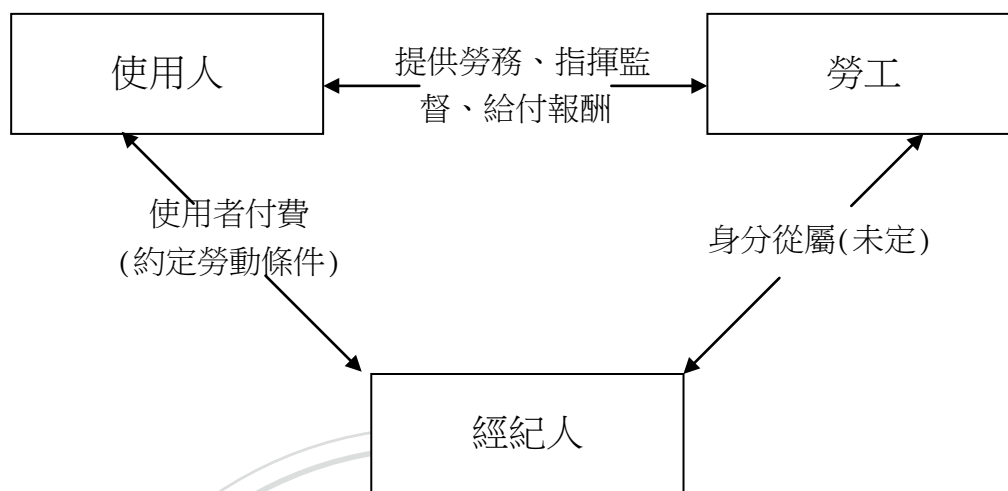 使用人
提供勞務、指揮監
督、給付報酬
勞工
使用者付費
(約定勞動條件)
身分從屬(未定)
經紀人